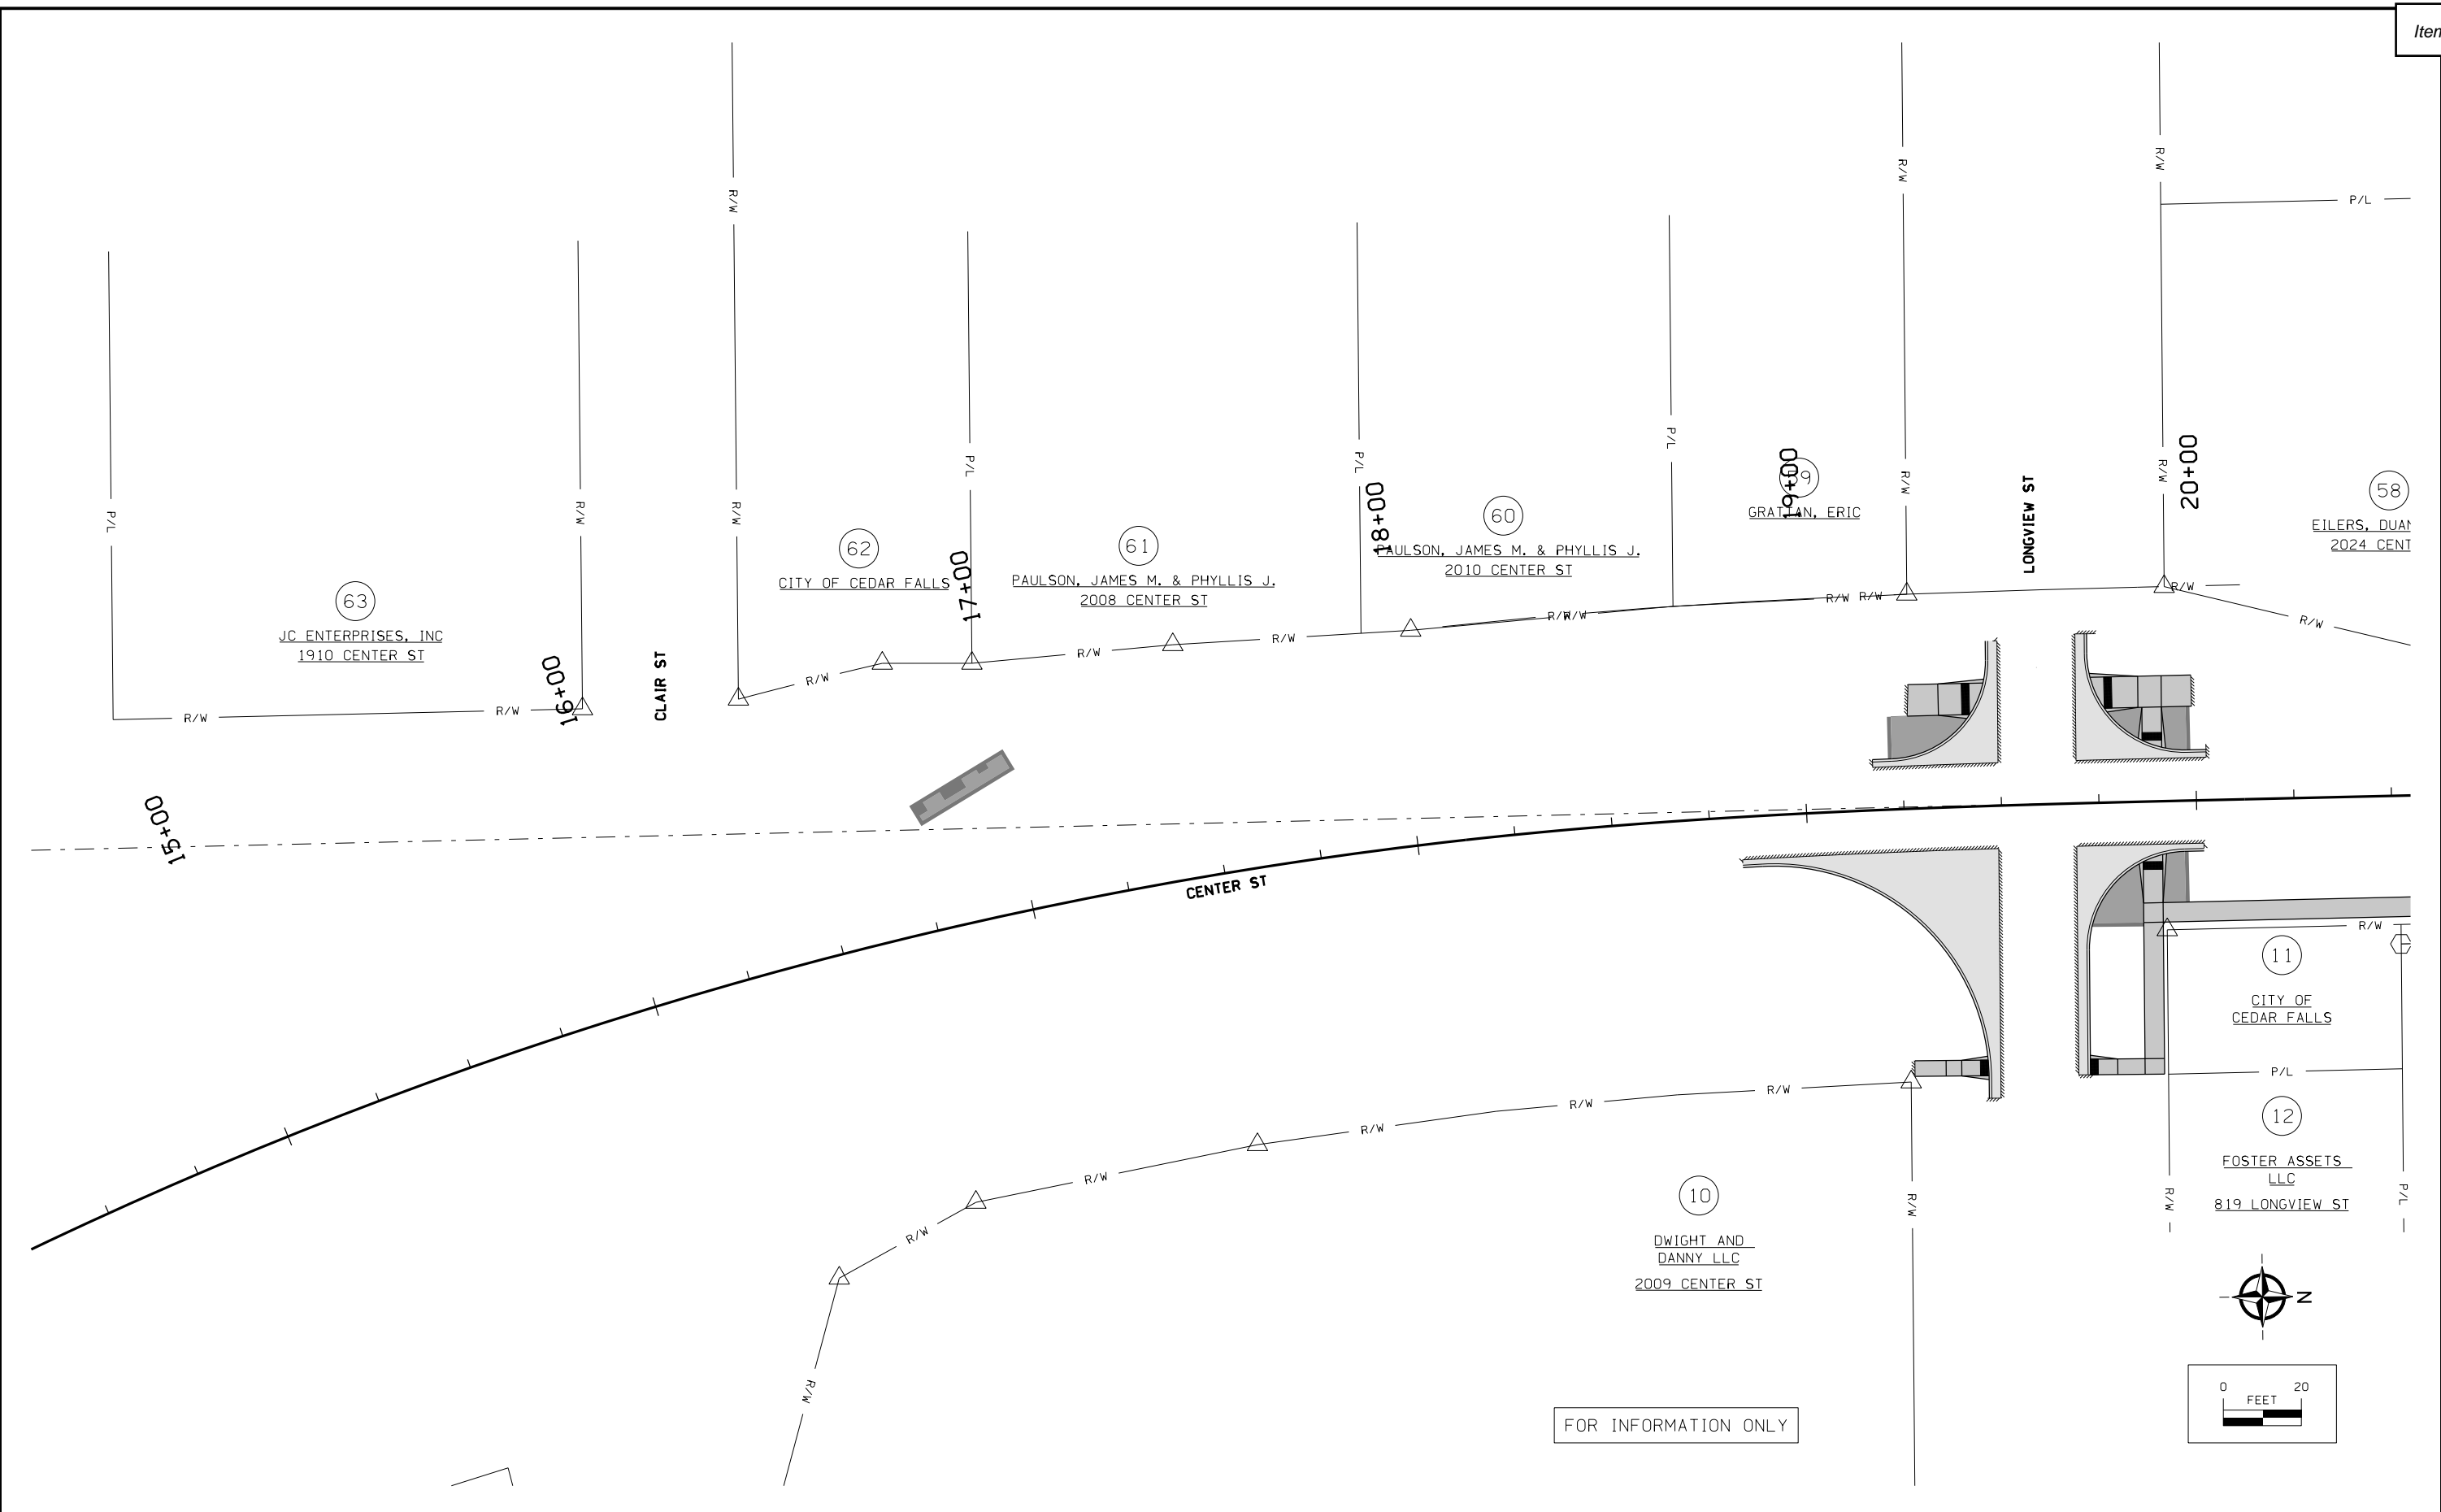 Item
R/W
R/W
R/W
P/L
R/W
R/W
P/L
P/L
P/L
R/W
R/W
P/L
R/W
R/W
20+00
19+00
18+00
17+00
16+00
15+00
LONGVIEW ST
CLAIR ST
58
EILERS, DUAN
2024 CENT
GRATTAN, ERIC
60
PAULSON, JAMES M. & PHYLLIS J.
2010 CENTER ST
61
PAULSON, JAMES M. & PHYLLIS J.
2008 CENTER ST
62
CITY OF CEDAR FALLS
63
JC ENTERPRISES, INC
1910 CENTER ST
R/W
R/W
R/W
R/W
R/W
R/W
R/W
R/W
R/W
R/W
R/W
CENTER ST
R/W
11
CITY OF
CEDAR FALLS
P/L
12
FOSTER ASSETS
LLC
819 LONGVIEW ST
R/W
P/L
R/W
R/W
R/W
R/W
R/W
R/W
R/W
10
DWIGHT AND
DANNY LLC
2009 CENTER ST
N
0 20
FEET
FOR INFORMATION ONLY